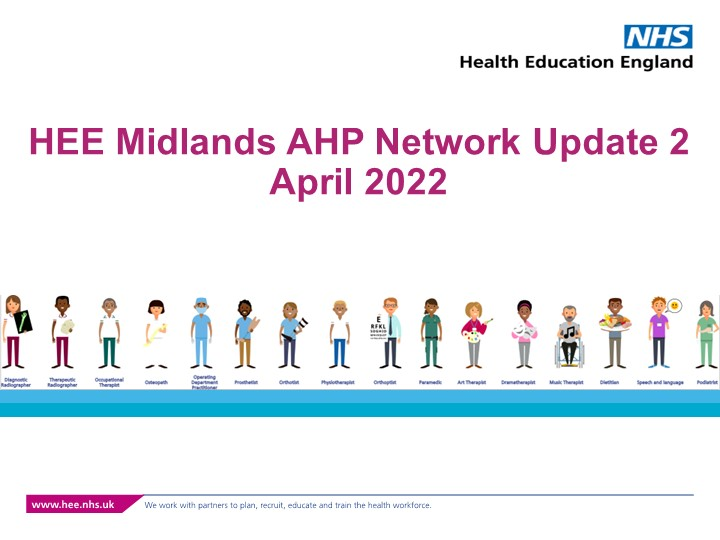 NHS
Health Education England
HEE Midlands AHP Network Update 2
April 2022
E
RFKL
Diagnostic Radiographer
Therapeutic Radiographer
Occupational Therapist
Osteopath
Operating Department Practitioner
Prosthetist
Orthotist
Physiotherapist
Orthoptist
Paramedic
Art Therapist
Dramatherapist
Music Therapist
Dietitian
Speech and language
Podiatrist
www.hee.nhs.uk
We work with partners to plan, recruit, educate and train the health workforce.